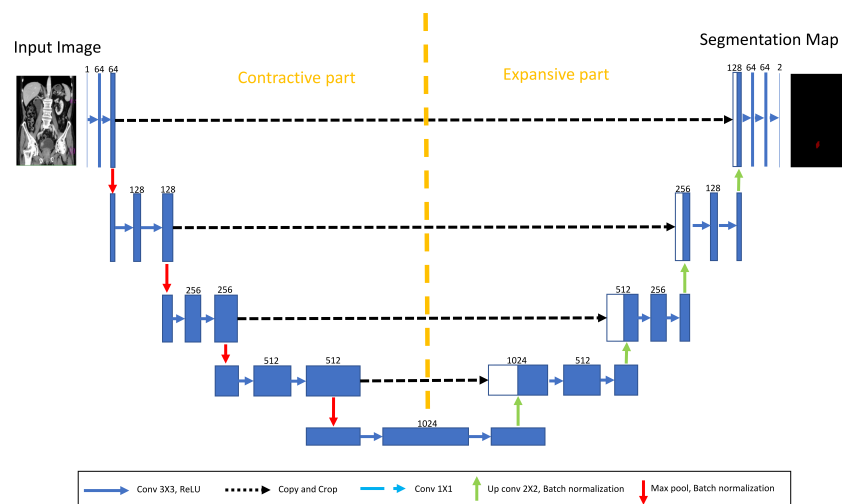 Input Image
Contractive part
Expansive part
Segmentation Map
1 64 64
128 64 64 2
128 128
256 128
256 256
512 256
512 512
1024 512
1024
Conv 3X3, ReLU
Copy and Crop
Conv 1X1
Up conv 2X2, Batch normalization
Max pool, Batch normalization